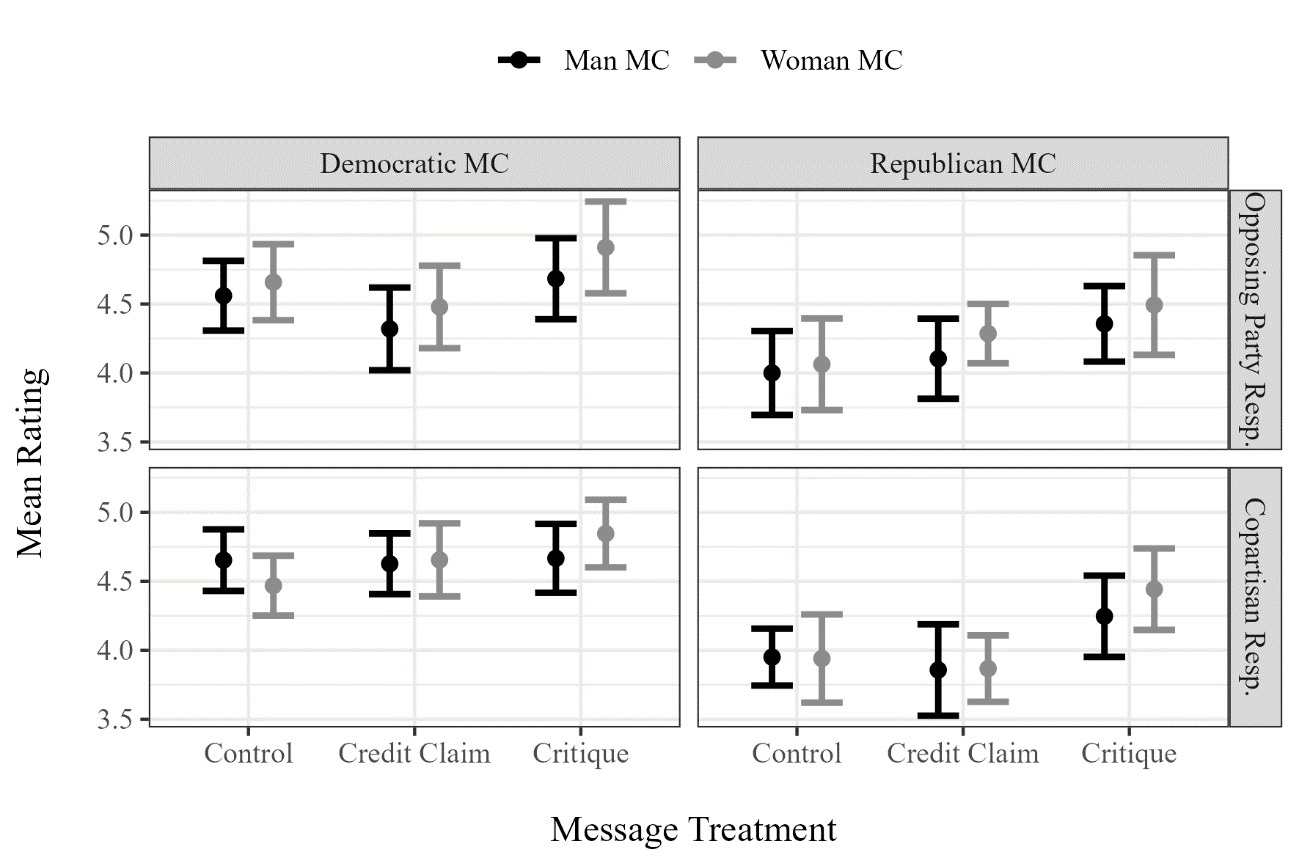 Man MC Woman MC
Democratic MC Republican MC
Opposing Party Resp.
5.0
4.5
4.0
3.5
Mean Rating
Copartisan Resp.
5.0
4.5
4.0
3.5
Control Credit Claim Critique Control Credit Claim Critique
Message Treatment